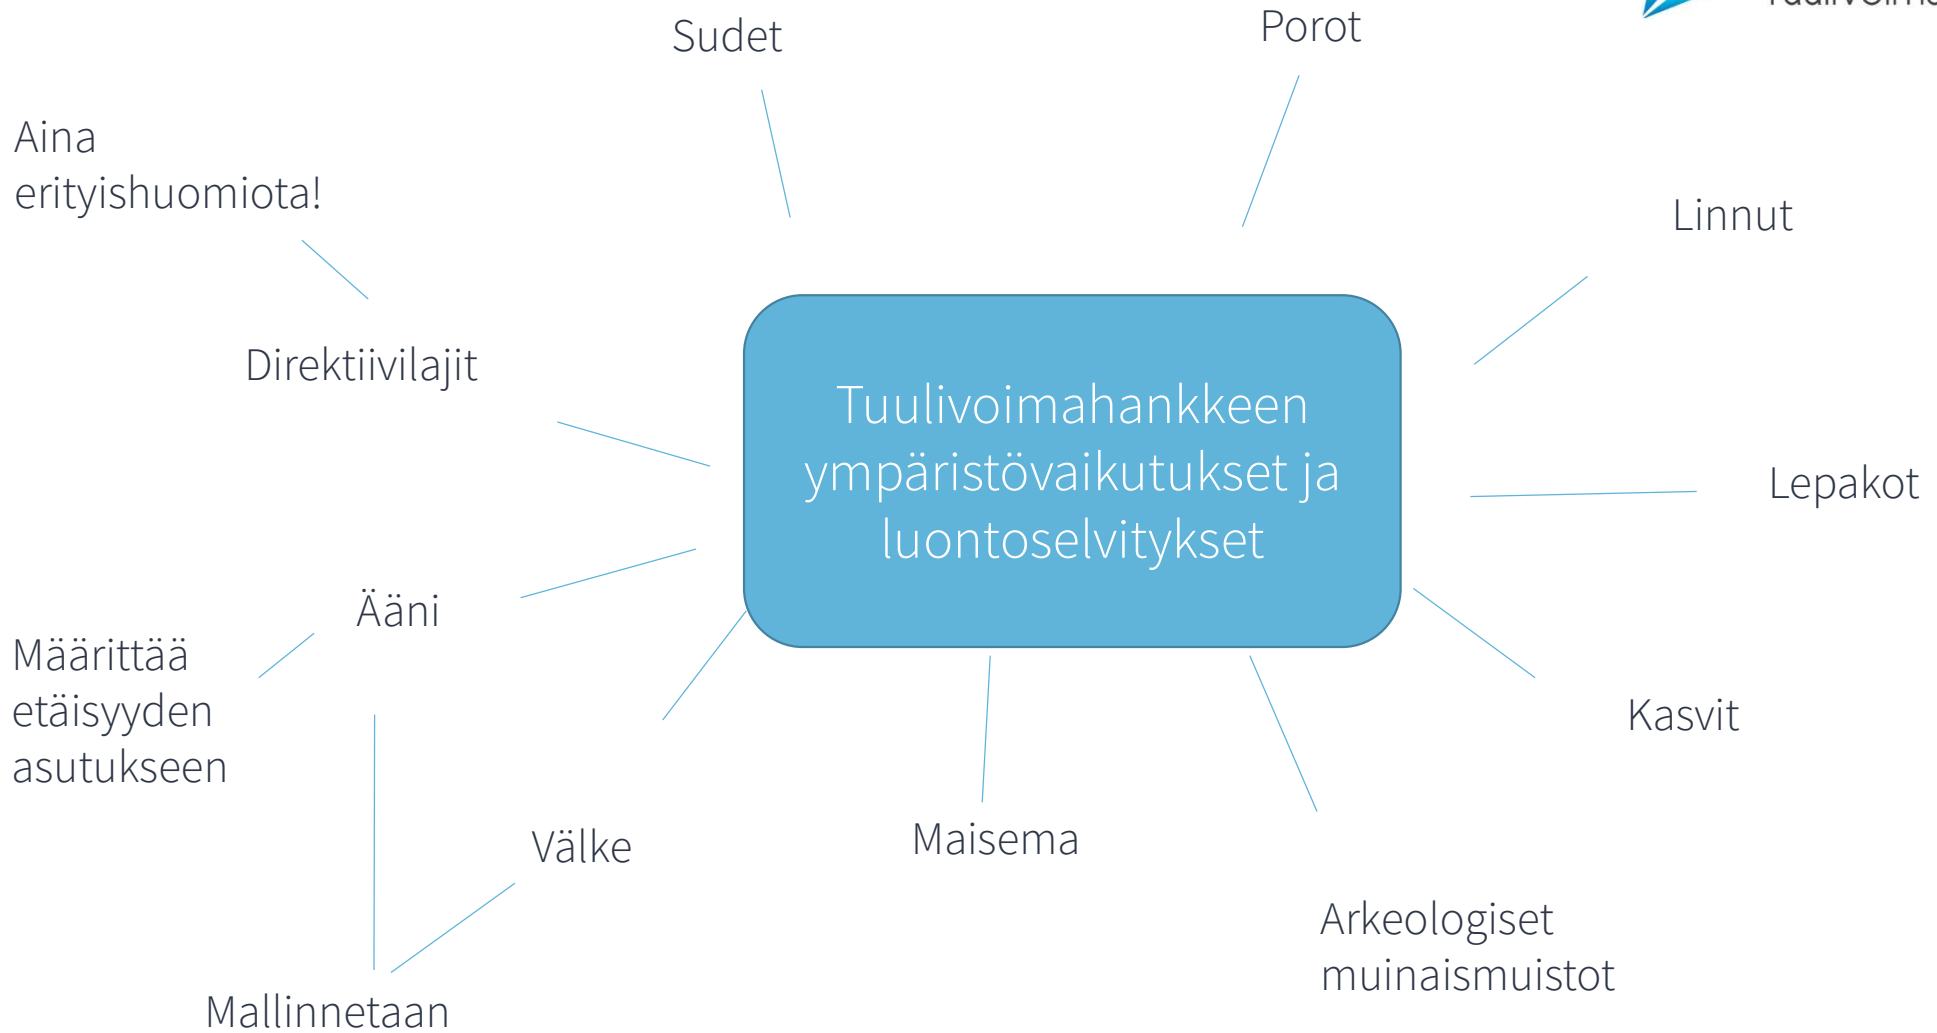 Sudet
Porot
Aina
erityishuomiota!
Linnut
Direktiivilajit
Tuulivoimahankkeen
ympäristövaikutukset ja
luontoselvitykset
Lepakot
Ääni
Määrittää
etäisyyden
asutukseen
Kasvit
Välke
Maisema
Arkeologiset
muinaismuistot
Mallinnetaan